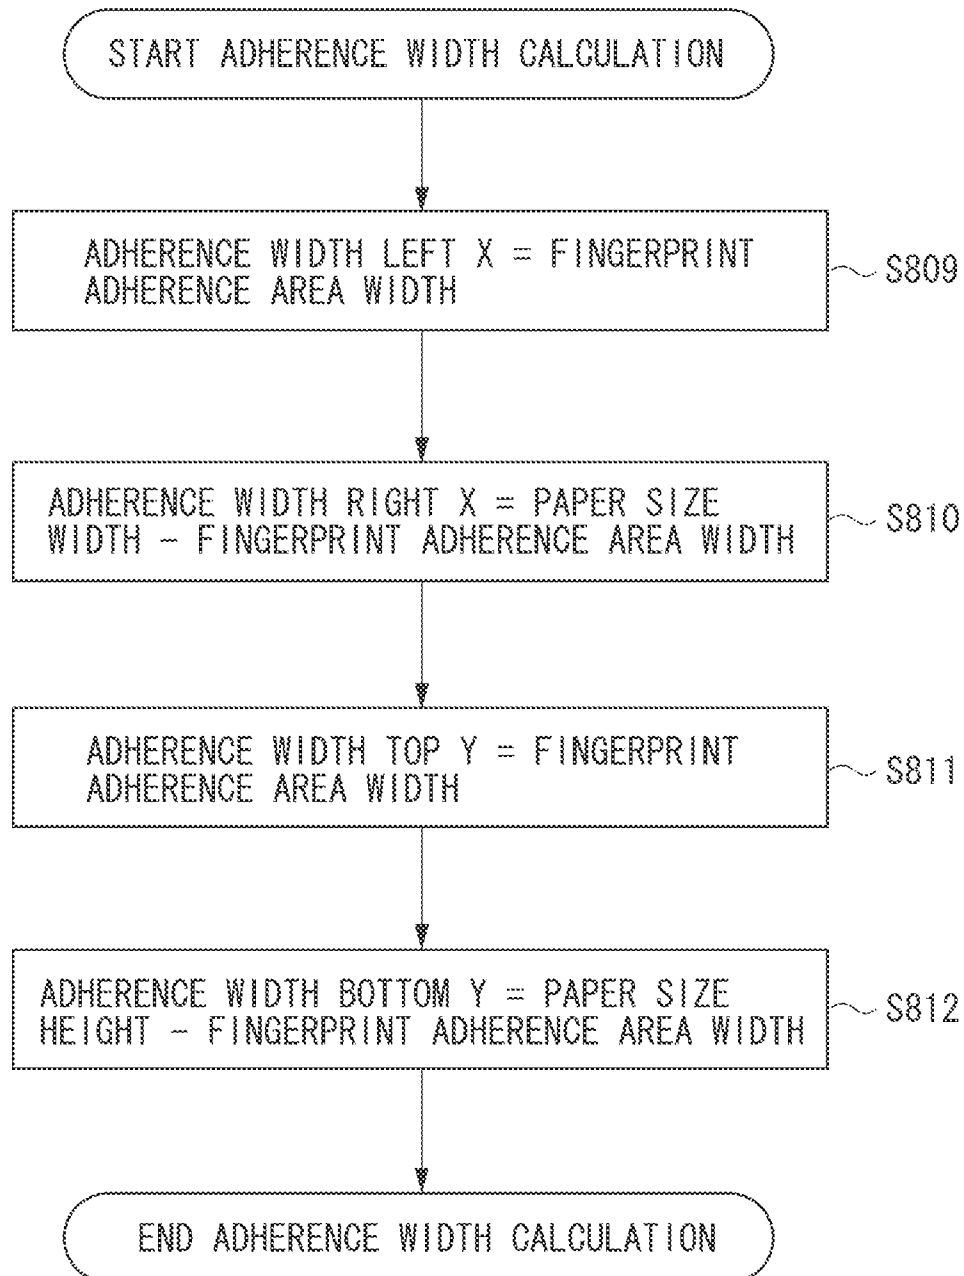 START ADHERENCE WIDTH CALCULATION
ADHERENCE WIDTH LEFT X = FINGERPRINT
ADHERENCE AREA WIDTH
S809
ADHERENCE WIDTH RIGHT X = PAPER SIZE
WIDTH - FINGERPRINT ADHERENCE AREA WIDTH
S810
ADHERENCE WIDTH TOP Y = FINGERPRINT
ADHERENCE AREA WIDTH
S811
ADHERENCE WIDTH BOTTOM Y = PAPER SIZE
HEIGHT - FINGERPRINT ADHERENCE AREA WIDTH
S812
END ADHERENCE WIDTH CALCULATION